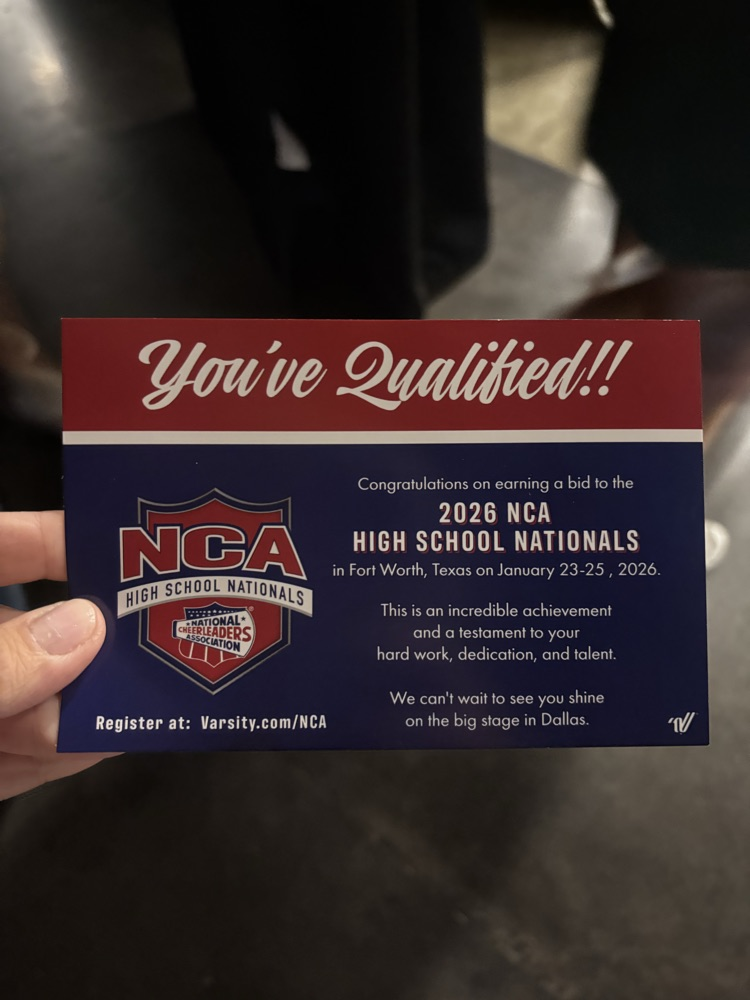 You've Qualified!!
NCA
HIGH SCHOOL NATIONALS
NATIONAL
CHEERLEADERS
ASSOCIATION
®
Register at: Varsity.com/NCA
Congratulations on earning a bid to the
2026 NCA
HIGH SCHOOL NATIONALS
in Fort Worth, Texas on January 23-25 , 2026.
This is an incredible achievement
and a testament to your
hard work, dedication, and talent.
We can't wait to see you shine
on the big stage in Dallas.